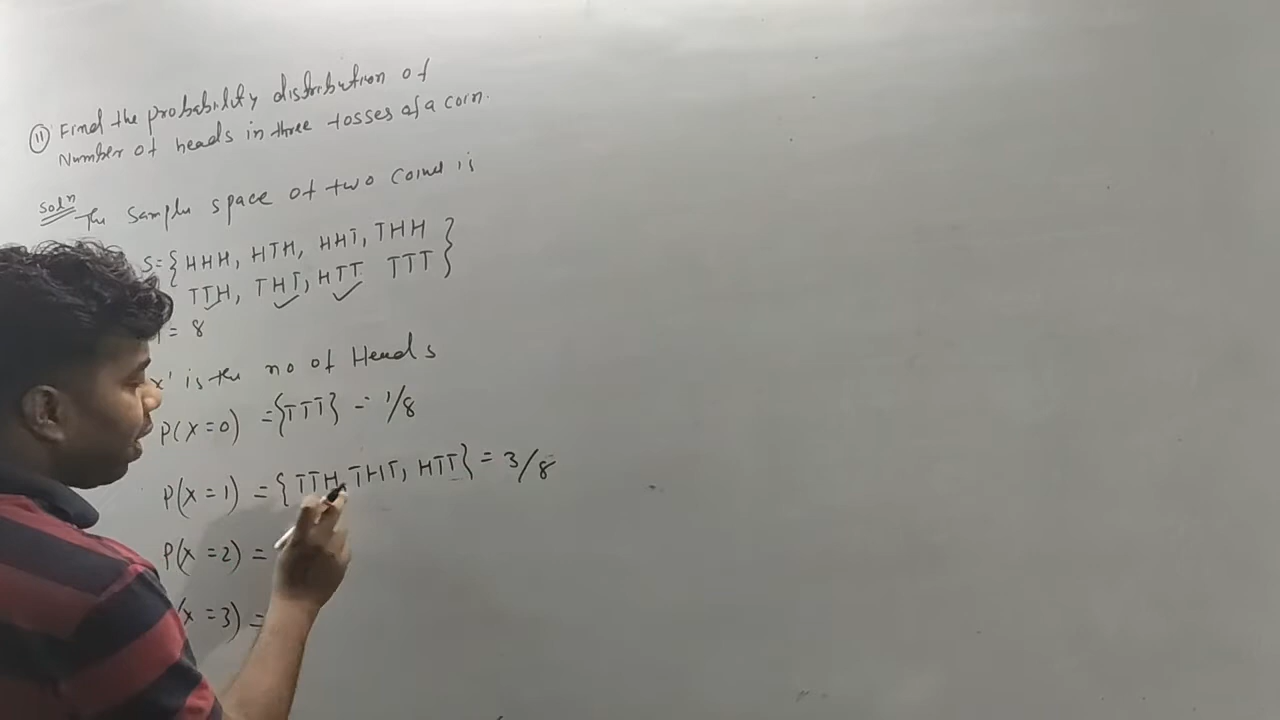 (11) Find the probability distribution of
Number of heads in three tosses of a coin.
Soln The Sample space of two coins is
S={HHH, HTH, HHT, THH
TTH, THT, HTT TTT}
= 8
x' is the no of Heads
P(X=0) ={TTT} = 1/8
P(X=1) = {TTH, THT, HTT} = 3/8
P(X=2) =
(X=3) =